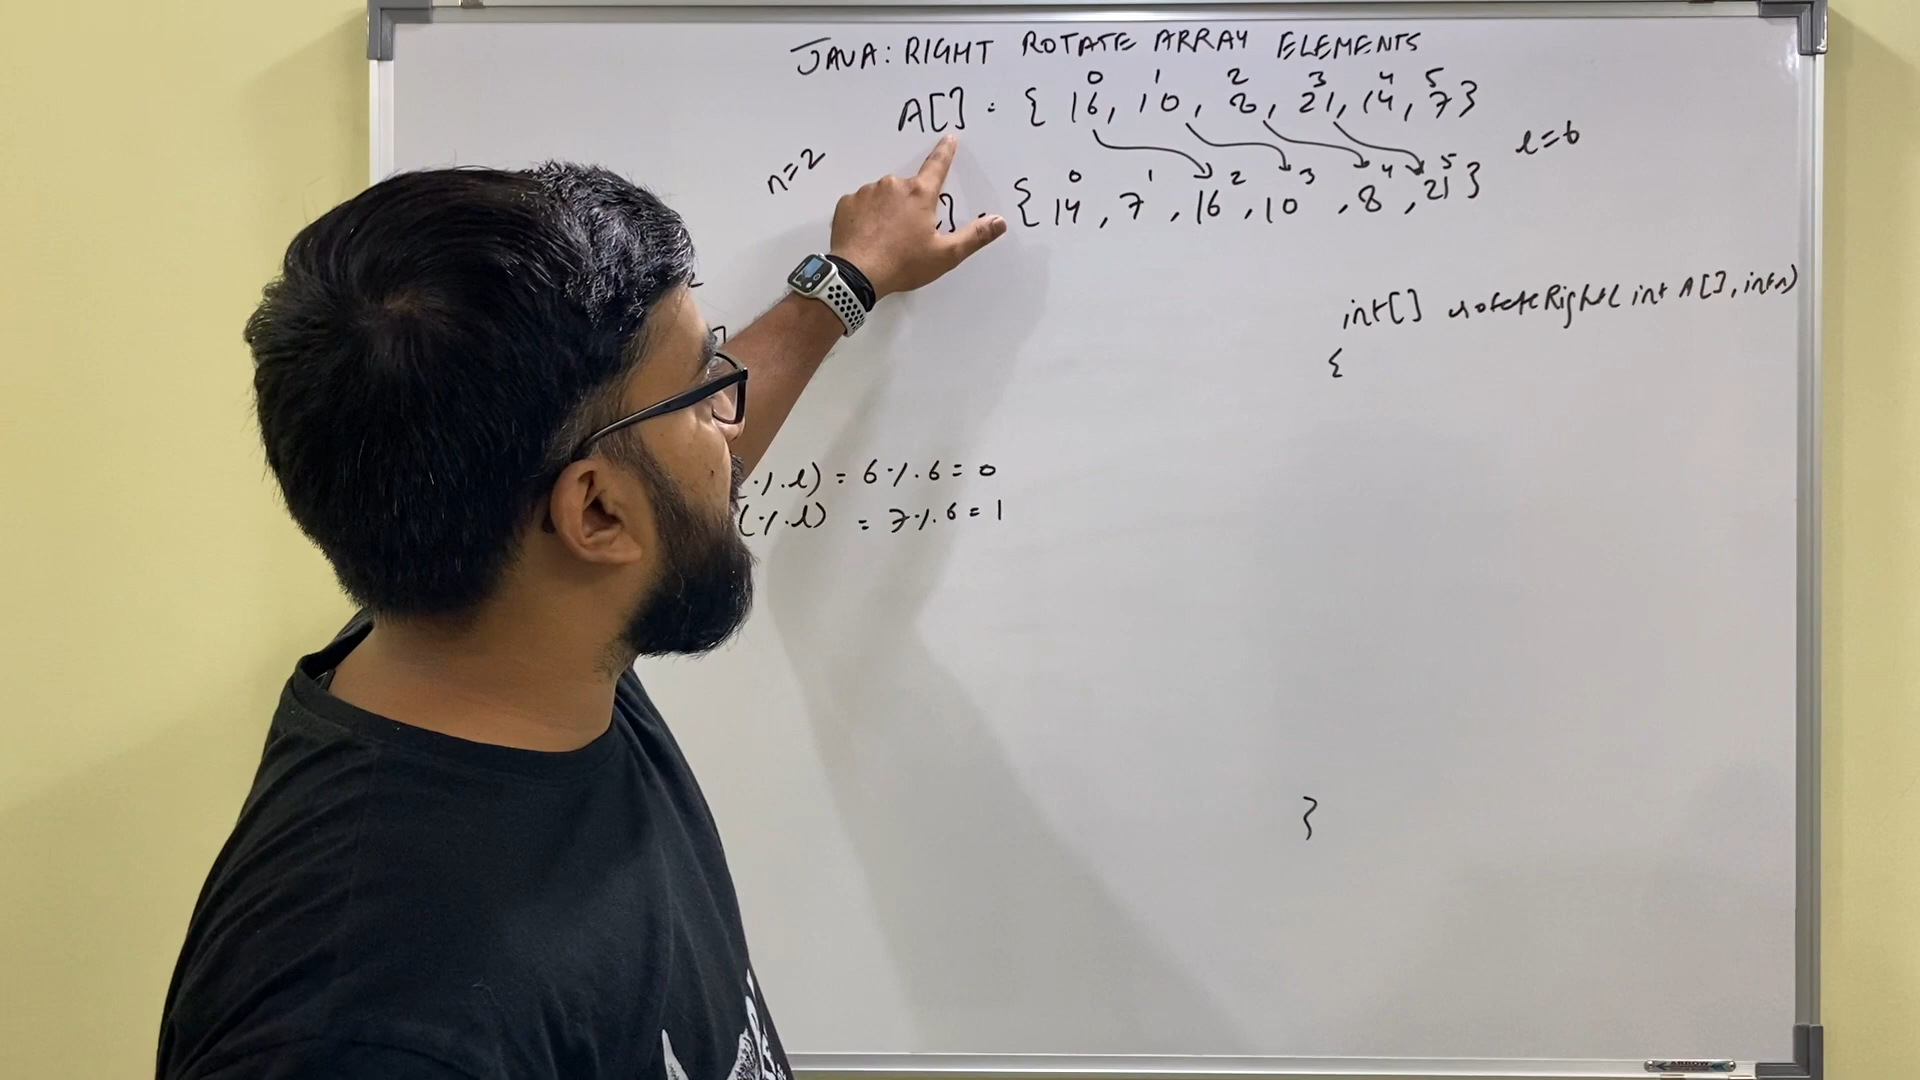 JAVA: RIGHT ROTATE ARRAY ELEMENTS
0 1 2 3 4 5
A[] = { 16, 10, 8, 21, 14, 7}
n=2
l=6
0 1 2 3 4 5
] = { 14, 7, 16, 10, 8, 21}
int[] rotateRight( int A[], int n)
{
]
% l) = 6 % 6 = 0
(% l) = 7 % 6 = 1
}